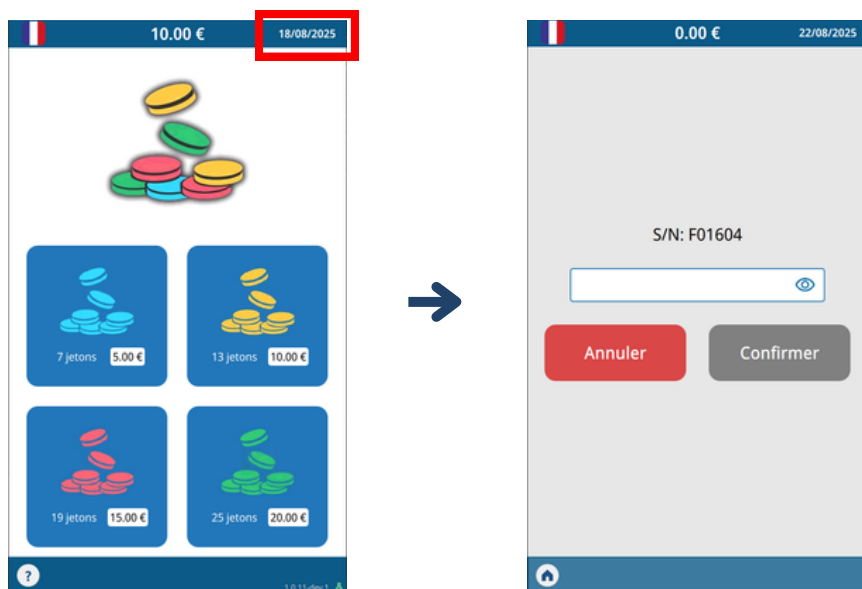 10.00 € 18/08/2025
7 jetons 5.00 €
13 jetons 10.00 €
19 jetons 15.00 €
25 jetons 20.00 €
?
0.00 € 22/08/2025
S/N: F01604
Annuler
Confirmer